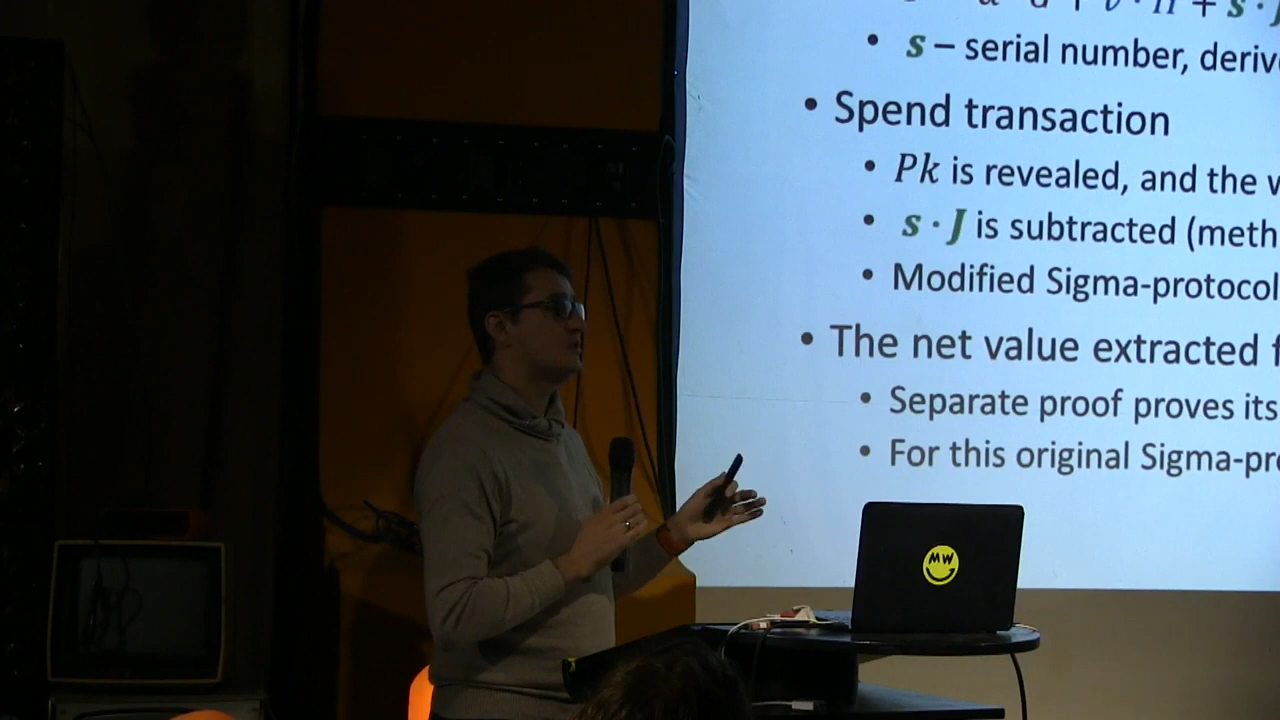 • s – serial number, deriv
• Spend transaction
• Pk is revealed, and the
• s · J is subtracted (meth
• Modified Sigma-protocol
• The net value extracted
• Separate proof proves its
• For this original Sigma-pr
MW